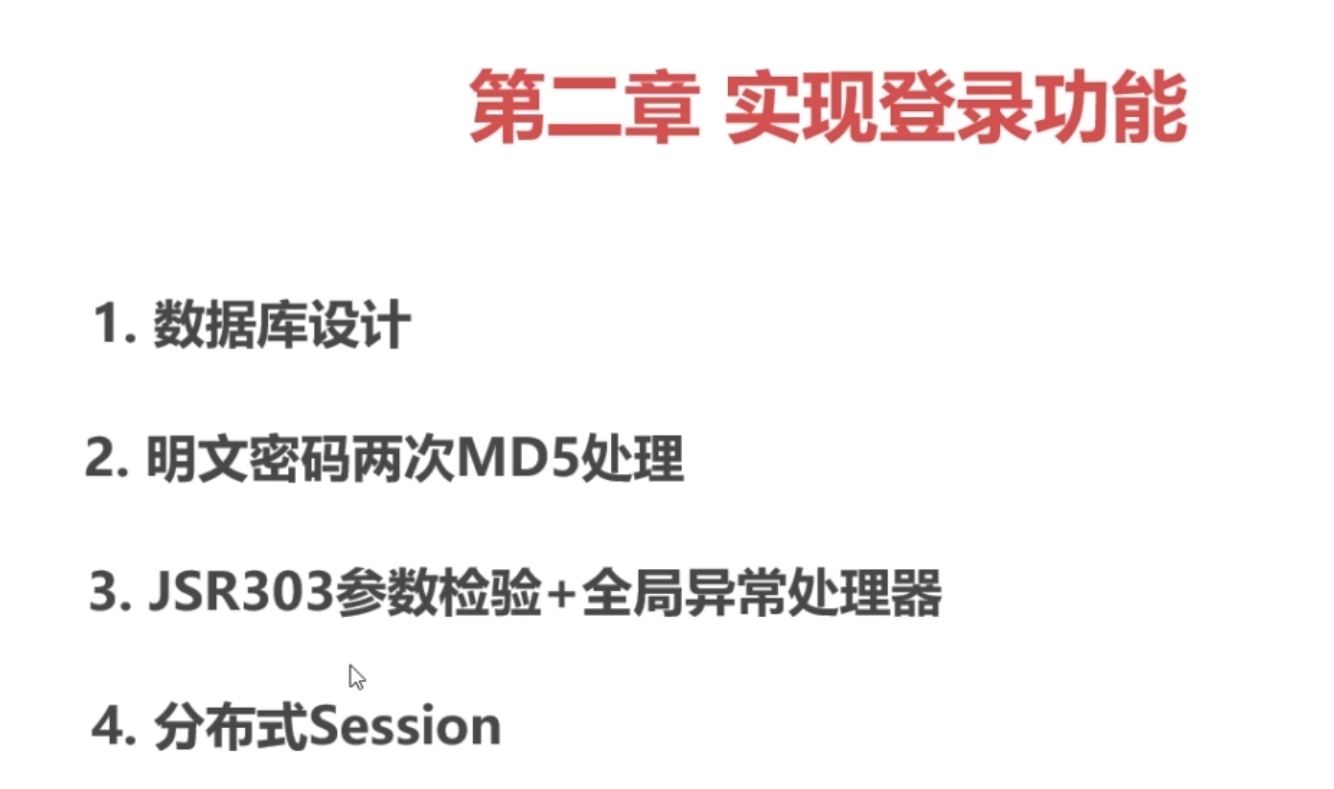 第二章 实现登录功能
1. 数据库设计
2. 明文密码两次MD5处理
3. JSR303参数检验+全局异常处理器
4. 分布式Session